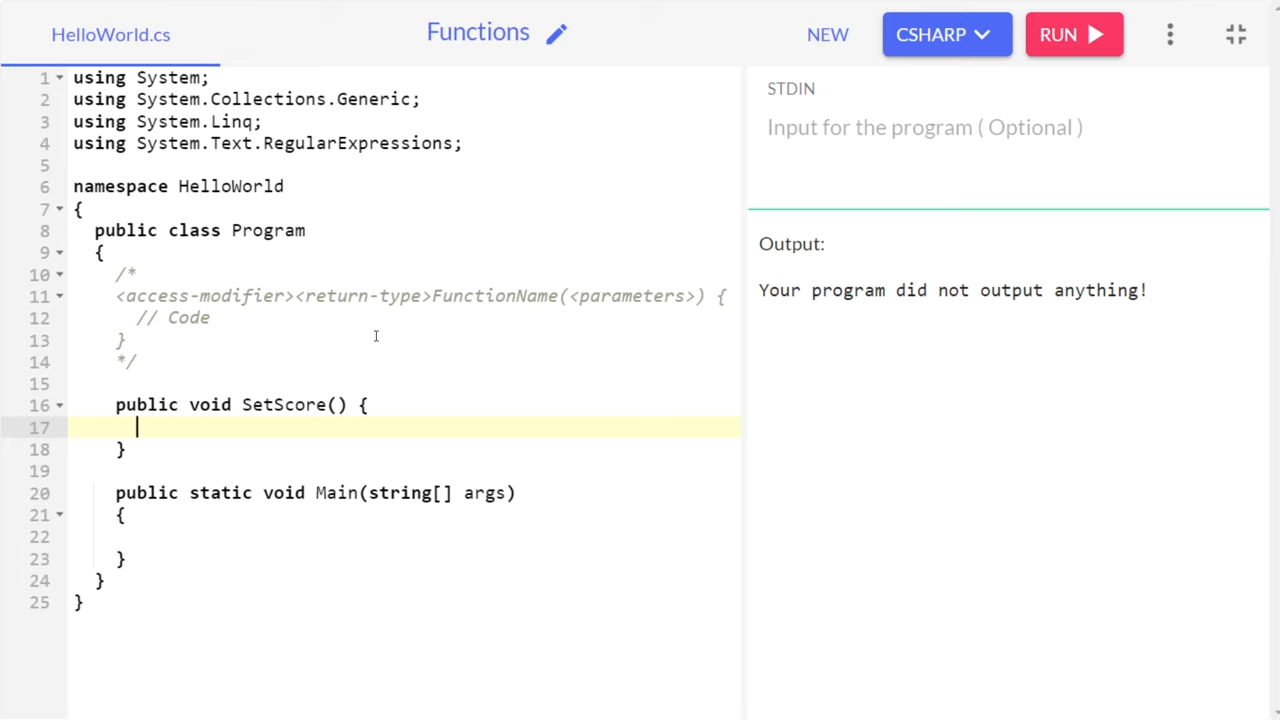 HelloWorld.cs
Functions
NEW
CSHARP
RUN
1 using System;
2 using System.Collections.Generic;
3 using System.Linq;
4 using System.Text.RegularExpressions;
5
6 namespace HelloWorld
7 {
8 public class Program
9 {
10 /*
11 <access-modifier><return-type>FunctionName(<parameters>) {
12 // Code
13 }
14 */
15
16 public void SetScore() {
17
18 }
19
20 public static void Main(string[] args)
21 {
22
23 }
24 }
25 }
STDIN
Input for the program ( Optional )
Output:
Your program did not output anything!